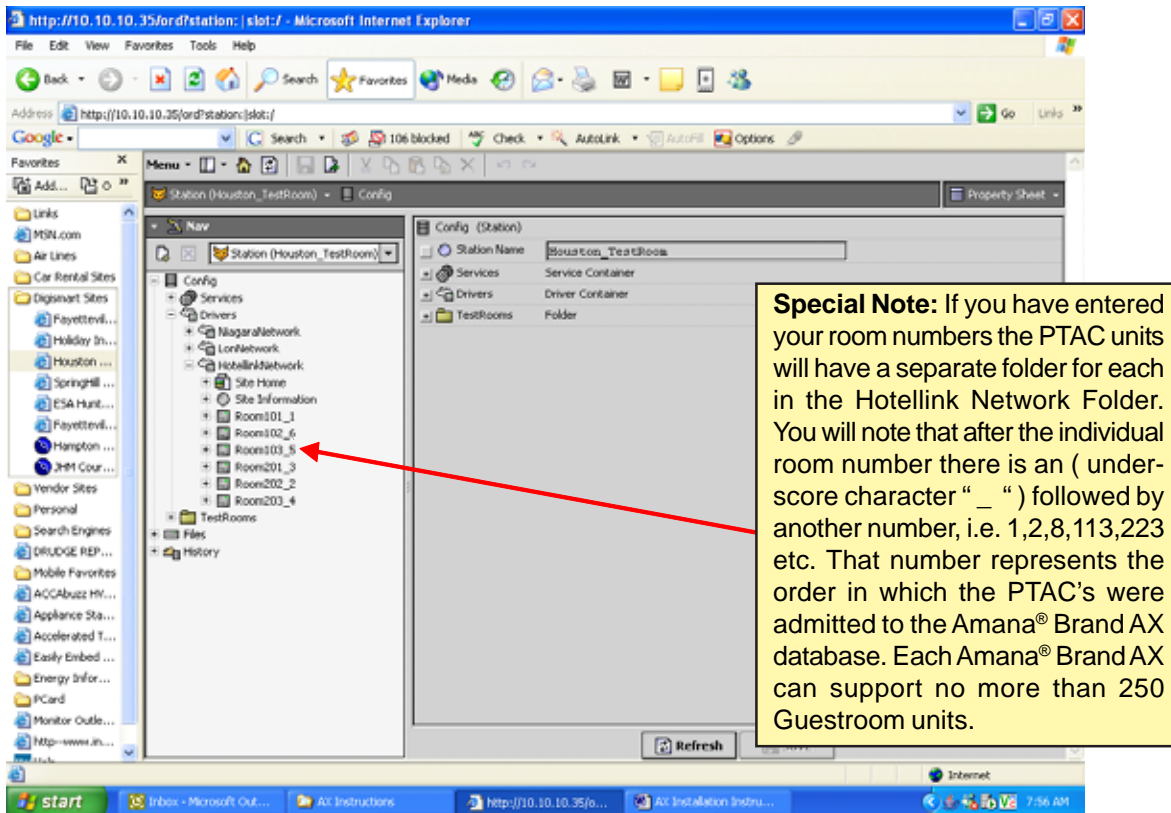 http://10.10.10.35/ord?station:|slot:/ - Microsoft Internet Explorer
File Edit View Favorites Tools Help
Back Search Favorites Media
Address http://10.10.10.35/ord?station:|slot:/ Go Links »
Google Search 106 blocked Check AutoLink AutoFill Options
Favorites x
Add... O »
Links
MSN.com
Air Lines
Car Rental Sites
Digismart Sites
Fayettevil...
Holiday In...
Houston ...
SpringHill ...
ESA Hunt...
Fayettevil...
Hampton ...
JHM Cour...
Vendor Sites
Personal
Search Engines
DRUDGE REP...
Mobile Favorites
ACCAbuzz HV...
Appliance Sta...
Accelerated T...
Easily Embed ...
Energy Infor...
PCard
Monitor Outle...
http--www.in...
Menu
Station (Houston_TestRoom) Config
Property Sheet
Nav
Station (Houston_TestRoom)
Config
Services
Drivers
NiagaraNetwork
LonNetwork
HotellinkNetwork
Site Home
Site Information
Room101_1
Room102_6
Room103_5
Room201_3
Room202_2
Room203_4
TestRooms
Files
History
Config (Station)
Station Name Houston_TestRoom
Services Service Container
Drivers Driver Container
TestRooms Folder
Refresh
Special Note: If you have entered
your room numbers the PTAC units
will have a separate folder for each
in the Hotellink Network Folder.
You will note that after the individual
room number there is an ( under-
score character “ _ “ ) followed by
another number, i.e. 1,2,8,113,223
etc. That number represents the
order in which the PTAC’s were
admitted to the Amana® Brand AX
database. Each Amana® Brand AX
can support no more than 250
Guestroom units.
Internet
start Inbox - Microsoft Out... AX Instructions http://10.10.10.35/o... AX Installation Instru... 7:56 AM